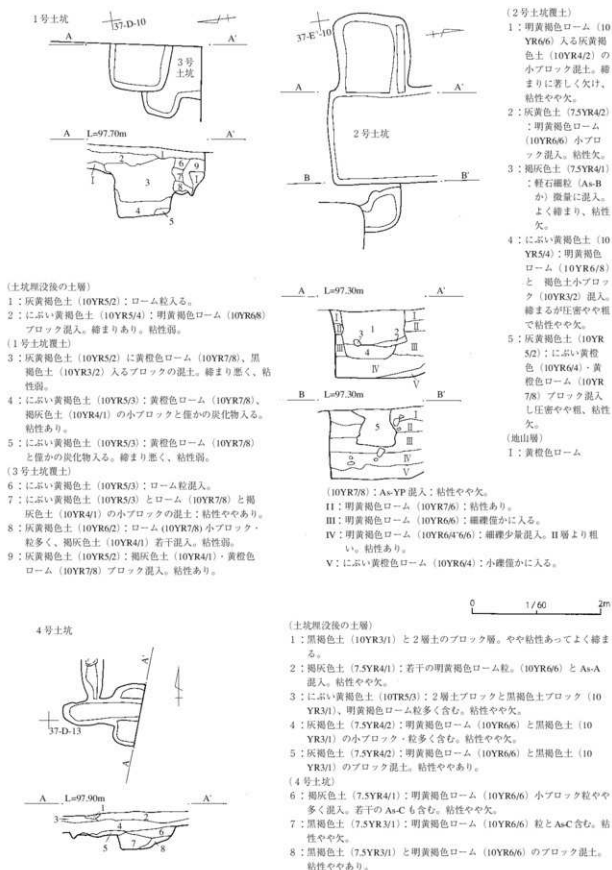 1号土坑
37-D-10
A
A'
3号
土坑
A
L=97.70m
A'
1
2
6
9
I
3
7
I
8
4
5
(土坑埋没後の土層)
1:灰黄褐色土(10YR5/2):ローム粒入る。
2:にぶい黄褐色土(10YR5/4):明黄褐色ローム(10YR6/8)
ブロック混入。締まりあり。粘性弱。
(1号土坑覆土)
3:灰黄褐色土(10YR5/2)に黄橙色ローム(10YR7/8)、黒
褐色土(10YR3/2)入るブロックの混土。締まり悪く、粘
性弱。
4:にぶい黄褐色土(10YR5/3):黄橙色ローム(10YR7/8)、
褐灰色土(10YR4/1)の小ブロックと僅かの炭化物入る。
粘性あり。
5:にぶい黄褐色土(10YR5/3):黄橙色ローム(10YR7/8)
と僅かの炭化物入る。締まり悪く、粘性弱。
(3号土坑覆土)
6:にぶい黄褐色土(10YR5/3):ローム粒混入。
7:にぶい黄褐色土(10YR5/3)とローム(10YR7/8)と褐
灰色土(10YR4/1)の小ブロックの混土:粘性ややあり。
8:灰黄褐色土(10YR6/2):ローム(10YR7/8)小ブロック・
粒多く、褐灰色土(10YR4/1)若干混入。粘性弱。
9:灰黄褐色土(10YR5/2):褐灰色土(10YR4/1)・黄橙色
ローム(10YR7/8)ブロック混入。粘性あり。
37-E'-10
A
A'
2号土坑
B
B'
A
L=97.30m
A'
I
1
I
II
3
2
II
III
4
III
IV
V
B
L=97.30m
B'
I
5
II
III
IV
V
(2号土坑覆土)
1:明黄褐色ローム(10
YR6/6)入る灰黄褐
色土(10YR4/2)の
小ブロック混土。締
まりに著しく欠け、
粘性やや欠。
2:灰黄色土(7.5YR4/2)
:明黄褐色ローム
(10YR6/6)小ブロ
ック混入。粘性欠。
3:褐灰色土(7.5YR4/1)
:軽石細粒(As-B
か)微量に混入。
よく締まり、粘性
欠。
4:にぶい黄褐色土(10
YR5/4):明黄褐色
ローム(10YR6/8)
と 褐色土小ブロッ
ク(10YR3/2)混入。
締まるが圧密やや粗
で粘性やや欠。
5:灰黄褐色土(10YR
5/2):にぶい黄橙
色(10YR6/4)・黄
橙色ローム(10YR
7/8)ブロック混入
し圧密やや粗、粘性
欠。
(地山層)
I:黄橙色ローム
(10YR7/8):As-YP混入:粘性やや欠。
II:明黄褐色ローム(10YR7/6):粘性あり。
III:明黄褐色ローム(10YR6/6):細礫僅かに入る。
IV:明黄褐色ローム(10YR6/4~6/6):細礫少量混入。II層より粗
い。粘性あり。
V:にぶい黄橙色ローム(10YR6/4):小礫僅かに入る。
0
1/60
2m
4号土坑
A'
37-D-13
A
A
L=97.90m
A'
1
3
2
4
6
5
7
8
(土坑埋没後の土層)
1:黒褐色土(10YR3/1)と2層土のブロック層。やや粘性あってよく締ま
る。
2:褐灰色土(7.5YR4/1):若干の明黄褐色ローム粒。(10YR6/6)とAs-A
混入。粘性やや欠。
3:にぶい黄褐色土(10TR5/3):2層土ブロックと黒褐色土ブロック(10
YR3/1)、明黄褐色ローム粒多く含む。粘性やや欠。
4:灰褐色土(7.5YR4/2):明黄褐色ローム(10YR6/6)と黒褐色土(10
YR3/1)の小ブロック・粒多く含む。粘性やや欠。
5:灰褐色土(7.5YR4/2):明黄褐色ローム(10YR6/6)と黒褐色土(10
YR3/1)のブロック混土。粘性ややあり。
(4号土坑)
6:褐灰色土(7.5YR4/1):明黄褐色ローム(10YR6/6)小ブロック粒やや
多く混入。若干のAs-Cも含む。粘性やや欠。
7:黒褐色土(7.5YR3/1):明黄褐色ローム(10YR6/6)粒とAs-C含む。粘
性やや欠。
8:黒褐色土(7.5YR3/1)と明黄褐色ローム(10YR6/6)のブロック混土。
粘性ややあり。